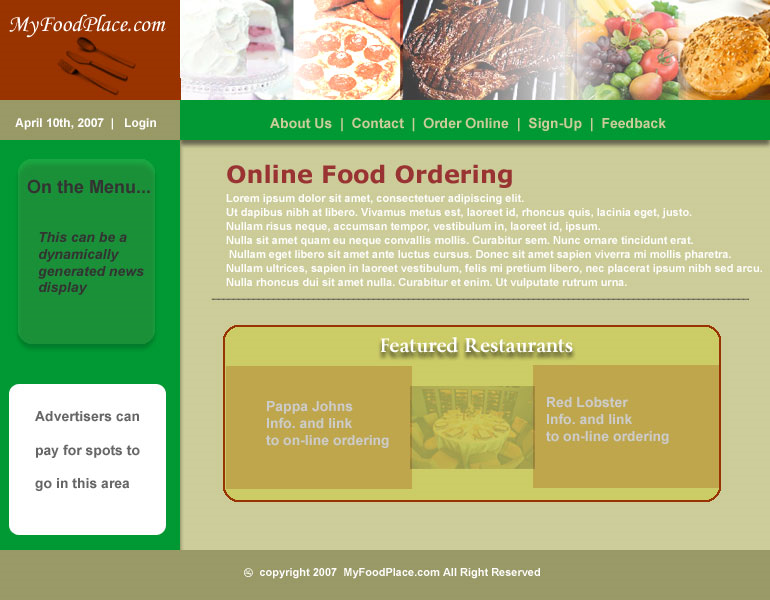 MyFoodPlace.com
April 10th, 2007 | Login
About Us | Contact | Order Online | Sign-Up | Feedback
On the Menu...
This can be a
dynamically
generated news
display
Advertisers can
pay for spots to
go in this area
Online Food Ordering
Lorem ipsum dolor sit amet, consectetuer adipiscing elit.
Ut dapibus nibh at libero. Vivamus metus est, laoreet id, rhoncus quis, lacinia eget, justo.
Nullam risus neque, accumsan tempor, vestibulum in, laoreet id, ipsum.
Nulla sit amet quam eu neque convallis mollis. Curabitur sem. Nunc ornare tincidunt erat.
Nullam eget libero sit amet ante luctus cursus. Donec sit amet sapien viverra mi mollis pharetra.
Nullam ultrices, sapien in laoreet vestibulum, felis mi pretium libero, nec placerat ipsum nibh sed arcu.
Nulla rhoncus dui sit amet nulla. Curabitur et enim. Ut vulputate rutrum urna.
Featured Restaurants
Pappa Johns
Info. and link
to on-line ordering
Red Lobster
Info. and link
to on-line ordering
© copyright 2007 MyFoodPlace.com All Right Reserved